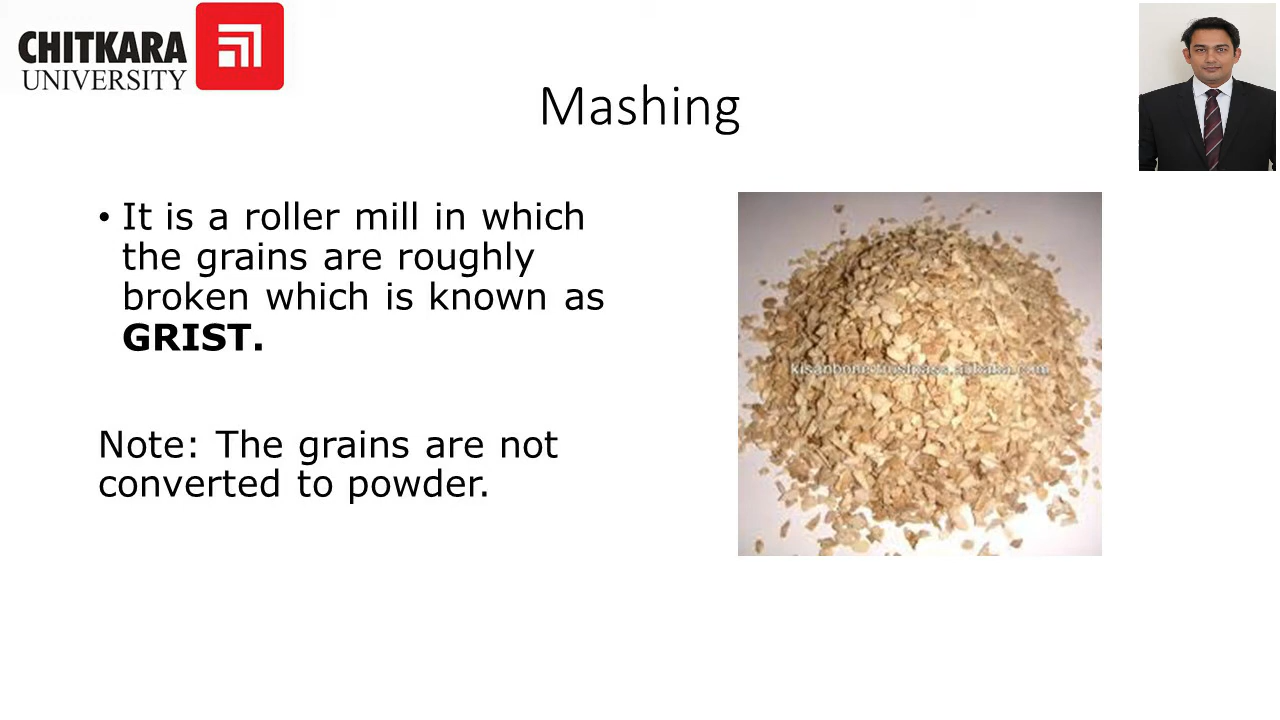 CHITKARA
UNIVERSITY
Mashing
• It is a roller mill in which
the grains are roughly
broken which is known as
GRIST.
Note: The grains are not
converted to powder.